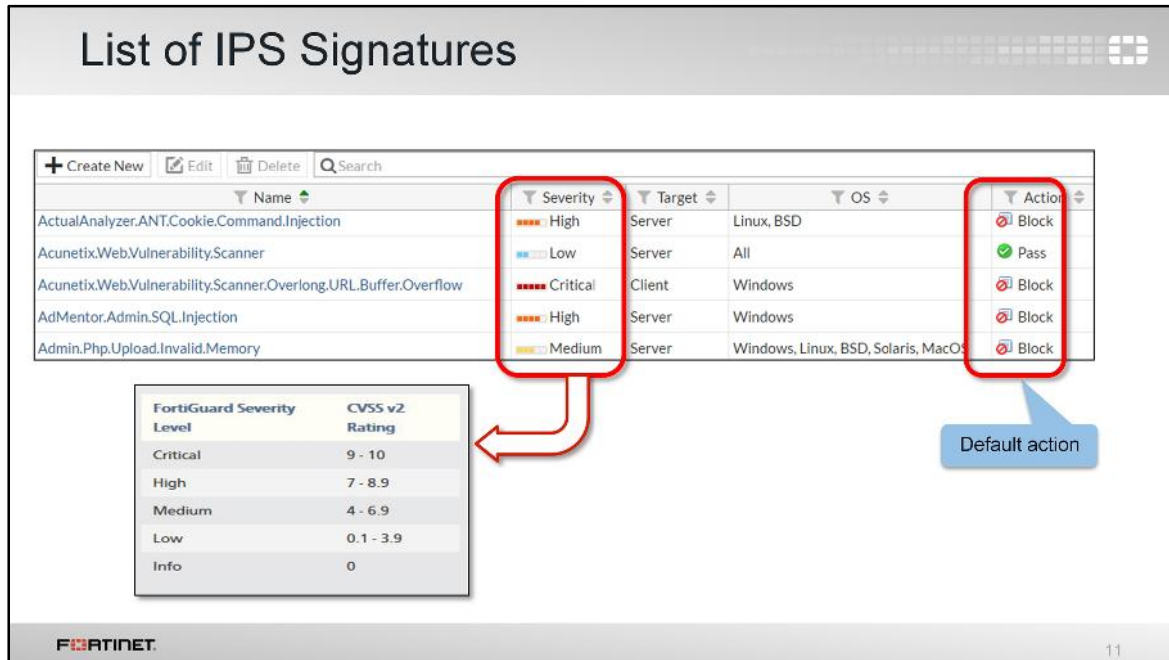 List of IPS Signatures
Create New Edit Delete Search
Name Severity Target OS Action
ActualAnalyzer.ANT.Cookie.Command.Injection High Server Linux, BSD Block
Acunetix.Web.Vulnerability.Scanner Low Server All Pass
Acunetix.Web.Vulnerability.Scanner.Overlong.URL.Buffer.Overflow Critical Client Windows Block
AdMentor.Admin.SQL.Injection High Server Windows Block
Admin.Php.Upload.Invalid.Memory Medium Server Windows, Linux, BSD, Solaris, MacOS Block
FortiGuard Severity CVSS v2
Level Rating
Critical 9 - 10
High 7 - 8.9
Medium 4 - 6.9
Low 0.1 - 3.9
Info 0
Default action
FORTINET
11